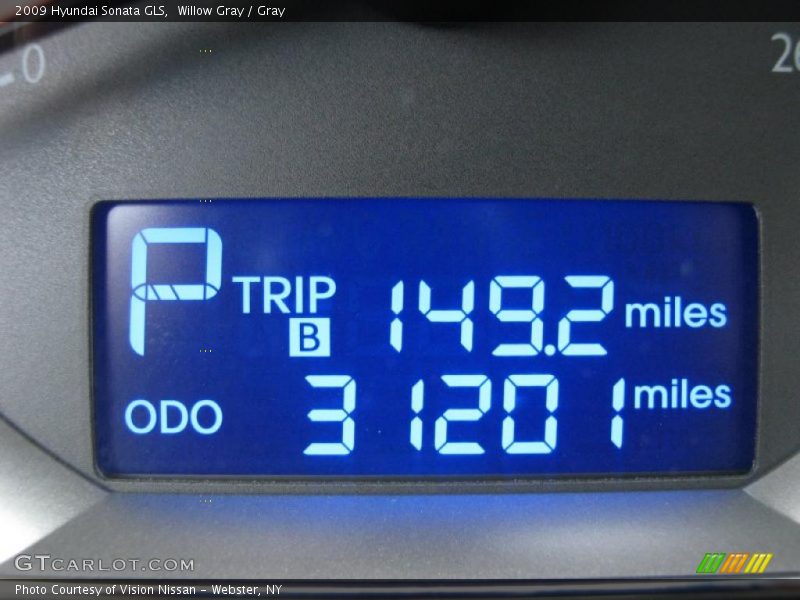 2009 Hyundai Sonata GLS, Willow Gray / Gray
0
P TRIP B 149.2 miles
ODO 31201 miles
GTCARLOT.COM
Photo Courtesy of Vision Nissan - Webster, NY